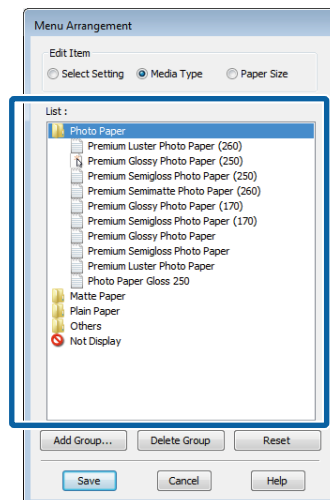 Menu Arrangement
Edit Item
Select Setting Media Type Paper Size
List :
Photo Paper
Premium Luster Photo Paper (260)
Premium Glossy Photo Paper (250)
Premium Semigloss Photo Paper (250)
Premium Semimatte Photo Paper (260)
Premium Glossy Photo Paper (170)
Premium Semigloss Photo Paper (170)
Premium Glossy Photo Paper
Premium Semigloss Photo Paper
Premium Luster Photo Paper
Photo Paper Gloss 250
Matte Paper
Plain Paper
Others
Not Display
Add Group... Delete Group Reset
Save Cancel Help